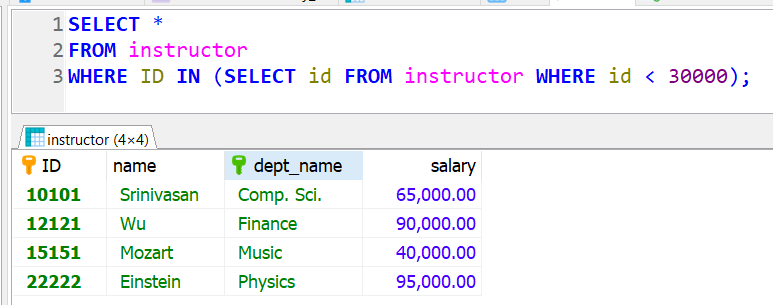 1 SELECT *
2 FROM instructor
3 WHERE ID IN (SELECT id FROM instructor WHERE id < 30000);
instructor (4×4)
ID name dept_name salary
10101 Srinivasan Comp. Sci. 65,000.00
12121 Wu Finance 90,000.00
15151 Mozart Music 40,000.00
22222 Einstein Physics 95,000.00